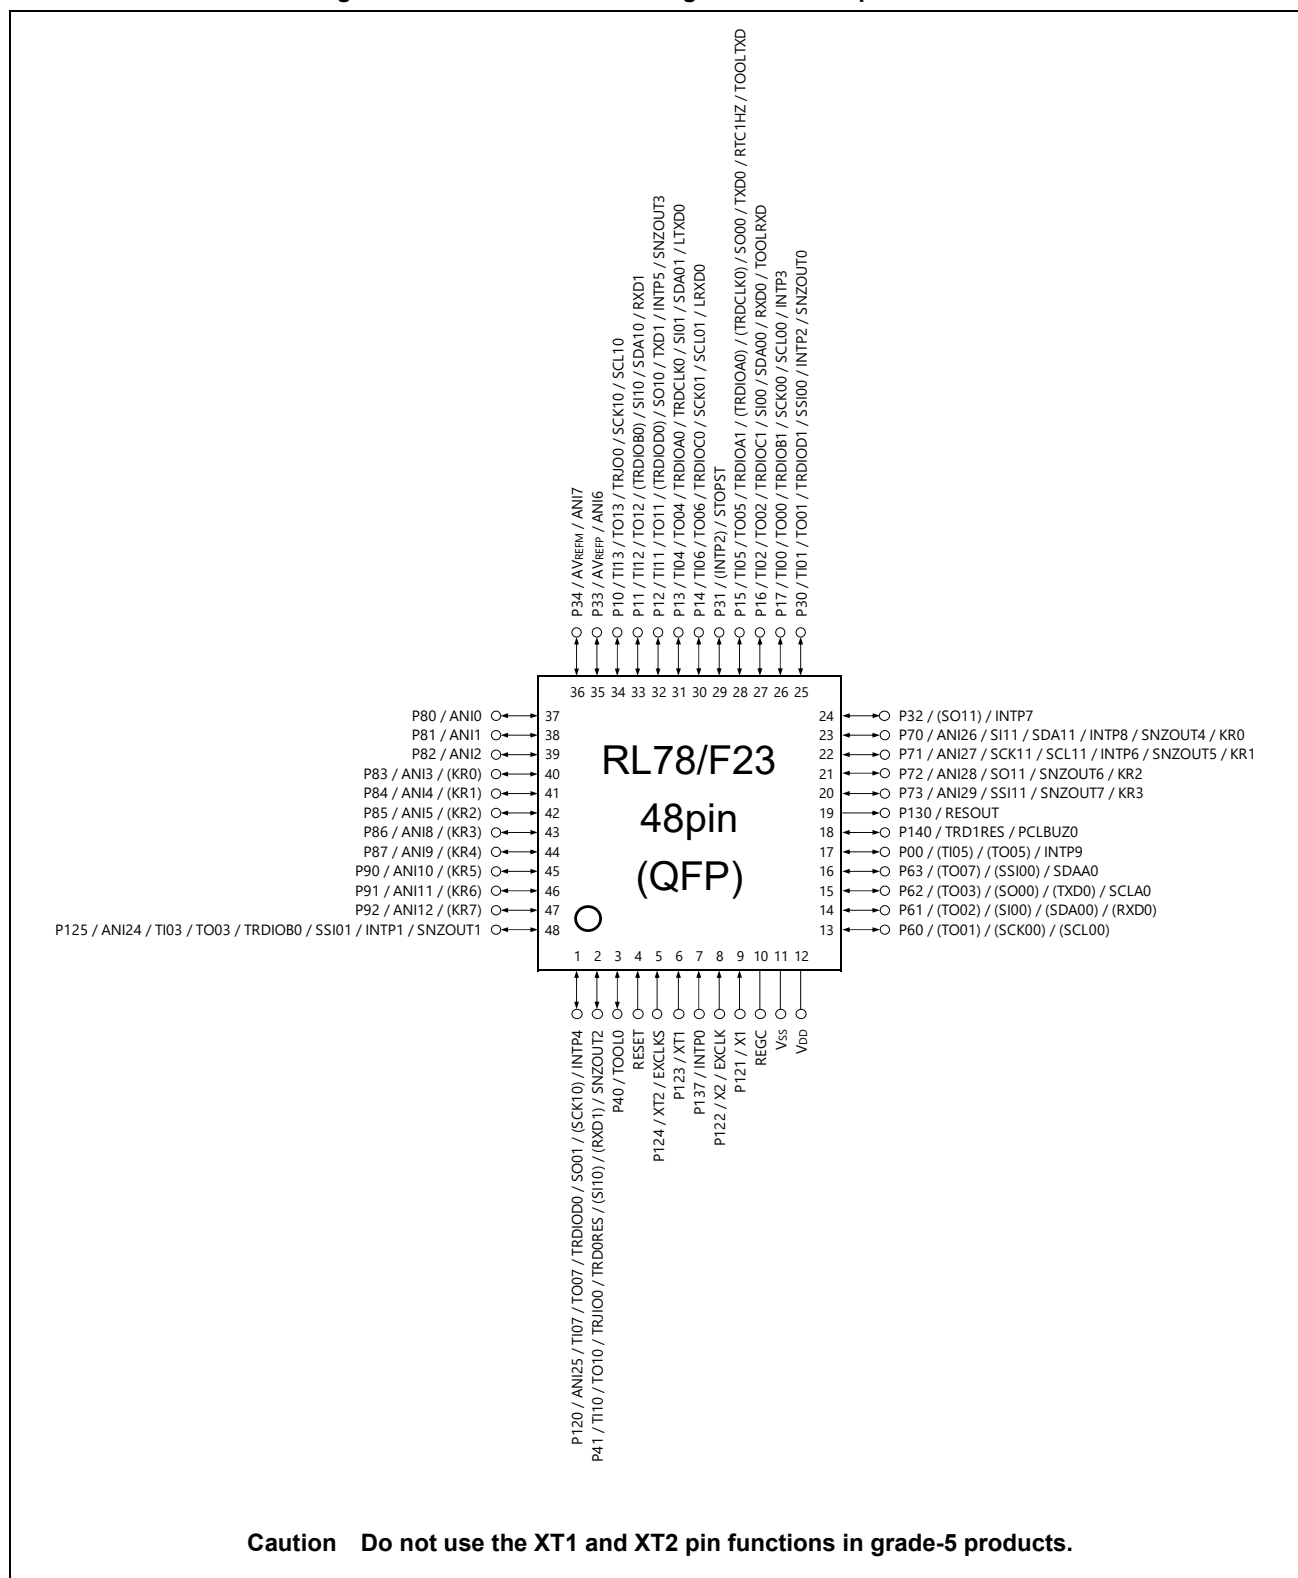 P34 / AVREFM / ANI7
P33 / AVREFP / ANI6
P10 / TI13 / TO13 / TRJO0 / SCK10 / SCL10
P11 / TI12 / TO12 / (TRDIOB0) / SI10 / SDA10 / RXD1
P12 / TI11 / TO11 / (TRDIOD0) / SO10 / TXD1 / INTP5 / SNZOUT3
P13 / TI04 / TO04 / TRDIOA0 / TRDCLK0 / SI01 / SDA01 / LTXD0
P14 / TI06 / TO06 / TRDIOC0 / SCK01 / SCL01 / LRXD0
P31 / (INTP2) / STOPST
P15 / TI05 / TO05 / TRDIOA1 / (TRDIOA0) / (TRDCLK0) / SO00 / TXD0 / RTC1HZ / TOOLTXD
P16 / TI02 / TO02 / TRDIOC1 / SI00 / SDA00 / RXD0 / TOOLRXD
P17 / TI00 / TO00 / TRDIOB1 / SCK00 / SCL00 / INTP3
P30 / TI01 / TO01 / TRDIOD1 / SSI00 / INTP2 / SNZOUT0
36 35 34 33 32 31 30 29 28 27 26 25
P80 / ANI0 37
P81 / ANI1 38
P82 / ANI2 39
P83 / ANI3 / (KR0) 40
P84 / ANI4 / (KR1) 41
P85 / ANI5 / (KR2) 42
P86 / ANI8 / (KR3) 43
P87 / ANI9 / (KR4) 44
P90 / ANI10 / (KR5) 45
P91 / ANI11 / (KR6) 46
P92 / ANI12 / (KR7) 47
P125 / ANI24 / TI03 / TO03 / TRDIOB0 / SSI01 / INTP1 / SNZOUT1 48
RL78/F23
48pin
(QFP)
24 P32 / (SO11) / INTP7
23 P70 / ANI26 / SI11 / SDA11 / INTP8 / SNZOUT4 / KR0
22 P71 / ANI27 / SCK11 / SCL11 / INTP6 / SNZOUT5 / KR1
21 P72 / ANI28 / SO11 / SNZOUT6 / KR2
20 P73 / ANI29 / SSI11 / SNZOUT7 / KR3
19 P130 / RESOUT
18 P140 / TRD1RES / PCLBUZ0
17 P00 / (TI05) / (TO05) / INTP9
16 P63 / (TO07) / (SSI00) / SDAA0
15 P62 / (TO03) / (SO00) / (TXD0) / SCLA0
14 P61 / (TO02) / (SI00) / (SDA00) / (RXD0)
13 P60 / (TO01) / (SCK00) / (SCL00)
1 2 3 4 5 6 7 8 9 10 11 12
P120 / ANI25 / TI07 / TO07 / TRDIOD0 / SO01 / (SCK10) / INTP4
P41 / TI10 / TO10 / TRJIO0 / TRD0RES / (SI10) / (RXD1) / SNZOUT2
P40 / TOOL0
RESET
P124 / XT2 / EXCLKS
P123 / XT1
P137 / INTP0
P122 / X2 / EXCLK
P121 / X1
REGC
VSS
VDD
Caution Do not use the XT1 and XT2 pin functions in grade-5 products.